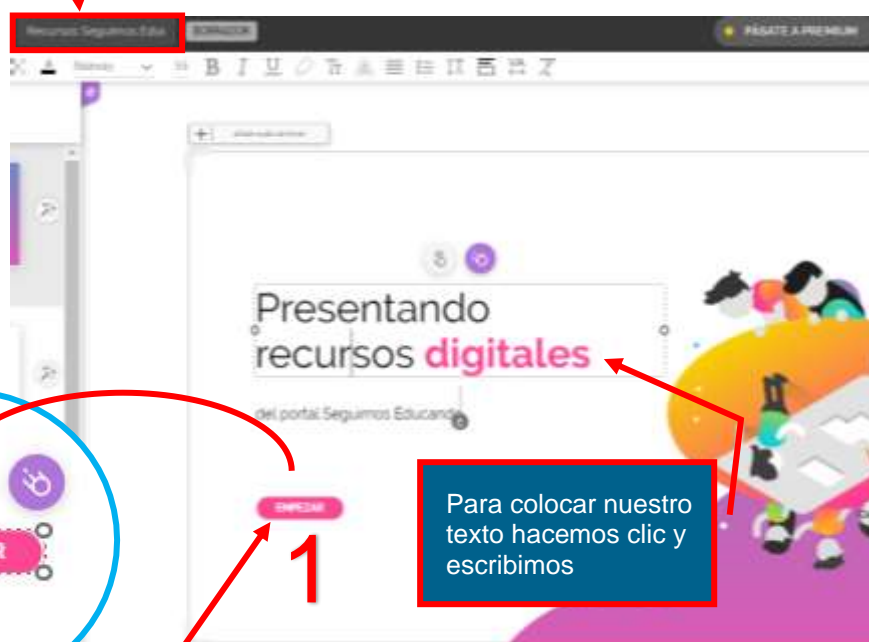 Recursos Seguimos Edu
BORRADOR
PÁSATE A PREMIUM
B I U
Presentando
recursos digitales
del portal Seguimos Educando
EMPEZAR
1
R
Para colocar nuestro
texto hacemos clic y
escribimos